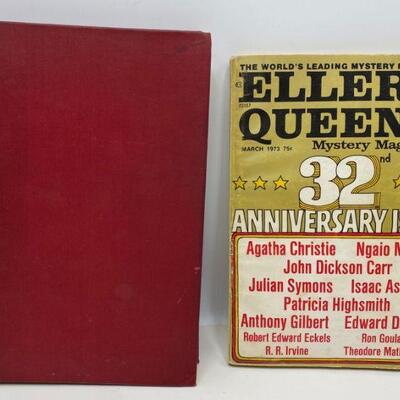 THE WORLD'S LEADING MYSTERY
ELLER
QUEEN
Mystery Mag
MARCH 1973 75¢
32nd
ANNIVERSARY I
Agatha Christie Ngaio M
John Dickson Carr
Julian Symons Isaac As
Patricia Highsmith
Anthony Gilbert Edward D
Robert Edward Eckels Ron Goula
R. R. Irvine Theodore Mat